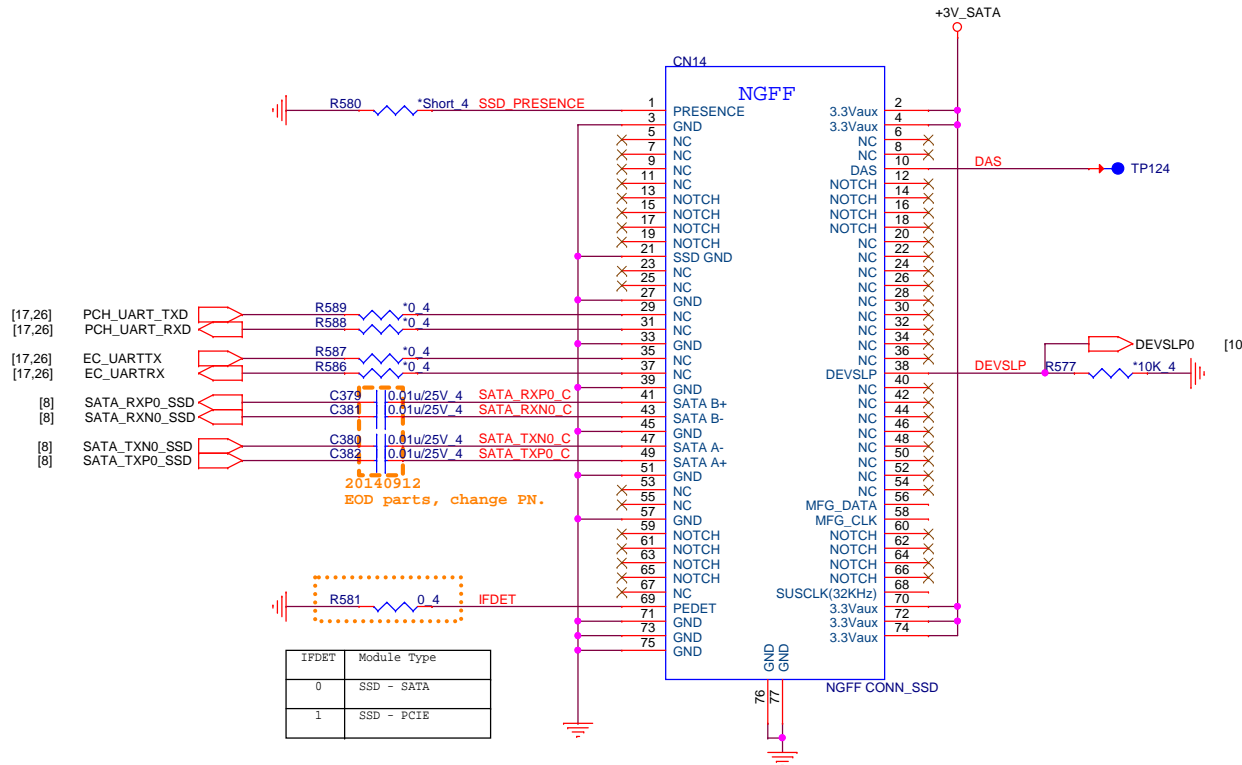 +3V_SATA
CN14
NGFF
R580 *Short_4 SSD_PRESENCE
1 PRESENCE 3.3Vaux 2
3 GND 3.3Vaux 4
5 NC NC 6
7 NC NC 8
9 NC DAS 10 DAS TP124
11 NC NOTCH 12
13 NOTCH NOTCH 14
15 NOTCH NOTCH 16
17 NOTCH NOTCH 18
19 NOTCH NC 20
21 SSD GND NC 22
23 NC NC 24
25 NC NC 26
27 GND NC 28
[17,26] PCH_UART_TXD R589 *0_4 29 NC NC 30
[17,26] PCH_UART_RXD R588 *0_4 31 NC NC 32
33 GND NC 34
[17,26] EC_UARTTX R587 *0_4 35 NC NC 36
DEVSLP0 [10
[17,26] EC_UARTRX R586 *0_4 37 NC DEVSLP 38 DEVSLP R577 *10K_4
39 GND NC 40
[8] SATA_RXP0_SSD C379 0.01u/25V_4 SATA_RXP0_C 41 SATA B+ NC 42
[8] SATA_RXN0_SSD C381 0.01u/25V_4 SATA_RXN0_C 43 SATA B- NC 44
45 GND NC 46
[8] SATA_TXN0_SSD C380 0.01u/25V_4 SATA_TXN0_C 47 SATA A- NC 48
[8] SATA_TXP0_SSD C382 0.01u/25V_4 SATA_TXP0_C 49 SATA A+ NC 50
51 GND NC 52
53 NC NC 54
55 NC MFG_DATA 56
57 GND MFG_CLK 58
20140912
EOD parts, change PN.
59 NOTCH NOTCH 60
61 NOTCH NOTCH 62
63 NOTCH NOTCH 64
65 NOTCH NOTCH 66
67 NC SUSCLK(32KHz) 68
R581 0_4 IFDET 69 PEDET 3.3Vaux 70
71 GND 3.3Vaux 72
73 GND 3.3Vaux 74
75 GND
GND
GND
76
77
NGFF CONN_SSD
IFDET Module Type
0 SSD - SATA
1 SSD - PCIE